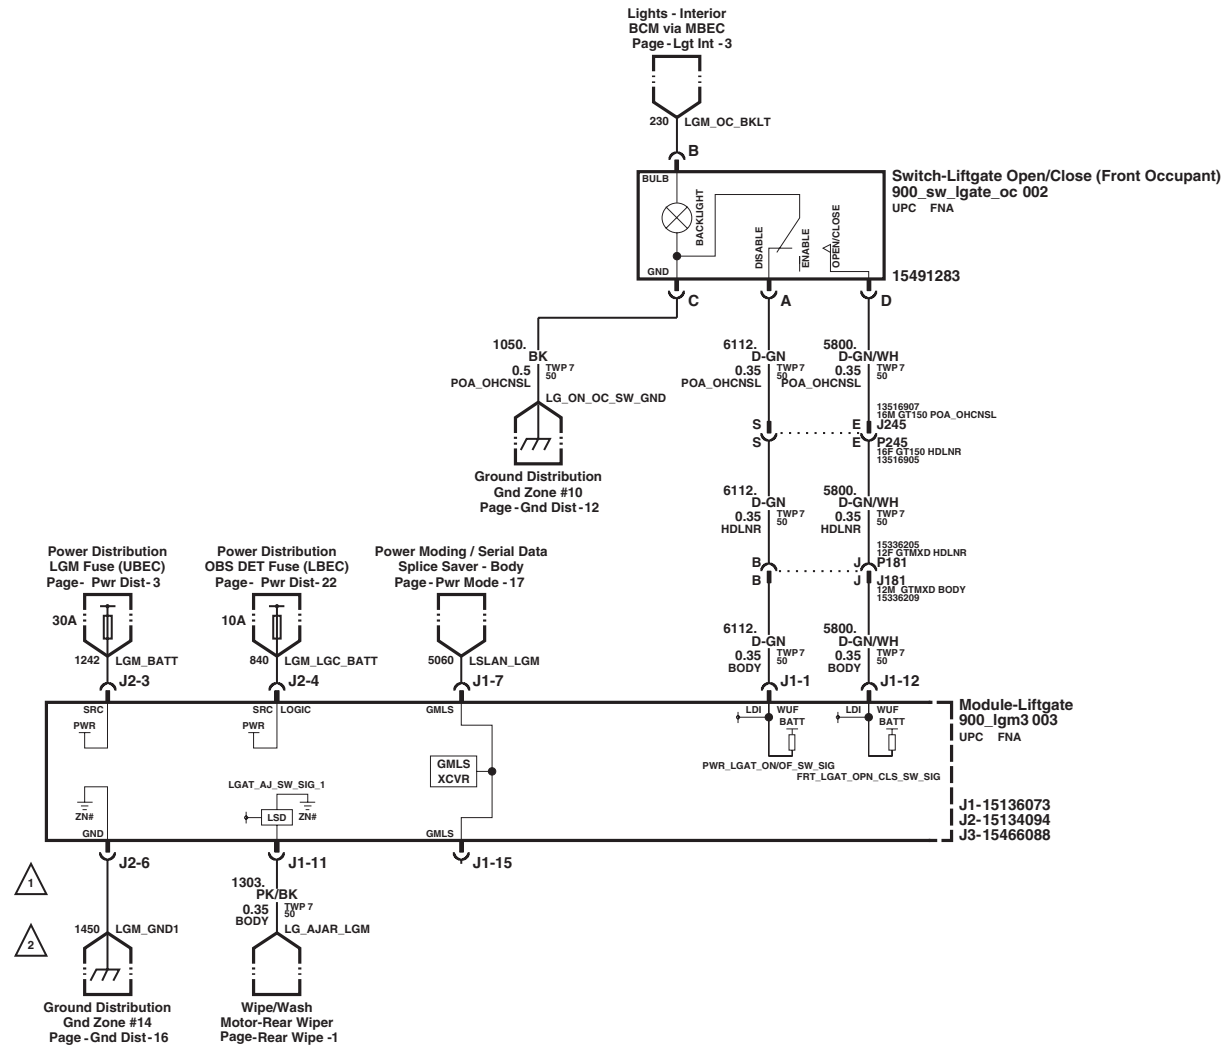 Lights - Interior
BCM via MBEC
Page - Lgt Int - 3
230 LGM_OC_BKLT
B
BULB
BACKLIGHT
DISABLE
ENABLE
OPEN/CLOSE
GND
Switch-Liftgate Open/Close (Front Occupant)
900_sw_lgate_oc 002
UPC FNA
15491283
C
A
D
1050.
BK
0.5 TWP 7
50
POA_OHCNSL
LG_ON_OC_SW_GND
Ground Distribution
Gnd Zone #10
Page - Gnd Dist - 12
6112.
D-GN
0.35 TWP 7
50
POA_OHCNSL
5800.
D-GN/WH
0.35 TWP 7
50
POA_OHCNSL
13516907
16M GT150 POA_OHCNSL
S E J245
S E P245
16F GT150 HDLNR
13516905
6112.
D-GN
0.35 TWP 7
50
HDLNR
5800.
D-GN/WH
0.35 TWP 7
50
HDLNR
15336205
12F GTMXD HDLNR
B J P181
B J J181
12M GTMXD BODY
15336209
6112.
D-GN
0.35 TWP 7
50
BODY
5800.
D-GN/WH
0.35 TWP 7
50
BODY
Power Distribution
LGM Fuse (UBEC)
Page- Pwr Dist- 3
30A
1242 LGM_BATT
J2-3
Power Distribution
OBS DET Fuse (LBEC)
Page- Pwr Dist- 22
10A
840 LGM_LGC_BATT
J2-4
Power Moding / Serial Data
Splice Saver - Body
Page - Pwr Mode - 17
5060 LSLAN_LGM
J1-7
J1-1
J1-12
SRC
PWR
SRC LOGIC
PWR
GMLS
LDI WUF
BATT
LDI WUF
BATT
GMLS
XCVR
PWR_LGAT_ON/OF_SW_SIG
FRT_LGAT_OPN_CLS_SW_SIG
LGAT_AJ_SW_SIG_1
ZN#
GND
LSD
ZN#
GMLS
Module-Liftgate
900_lgm3 003
UPC FNA
J1-15136073
J2-15134094
J3-15466088
J2-6
J1-11
J1-15
1
2
1450 LGM_GND1
Ground Distribution
Gnd Zone #14
Page - Gnd Dist - 16
1303.
PK/BK
0.35 TWP 7
50
BODY
LG_AJAR_LGM
Wipe/Wash
Motor-Rear Wiper
Page-Rear Wipe -1